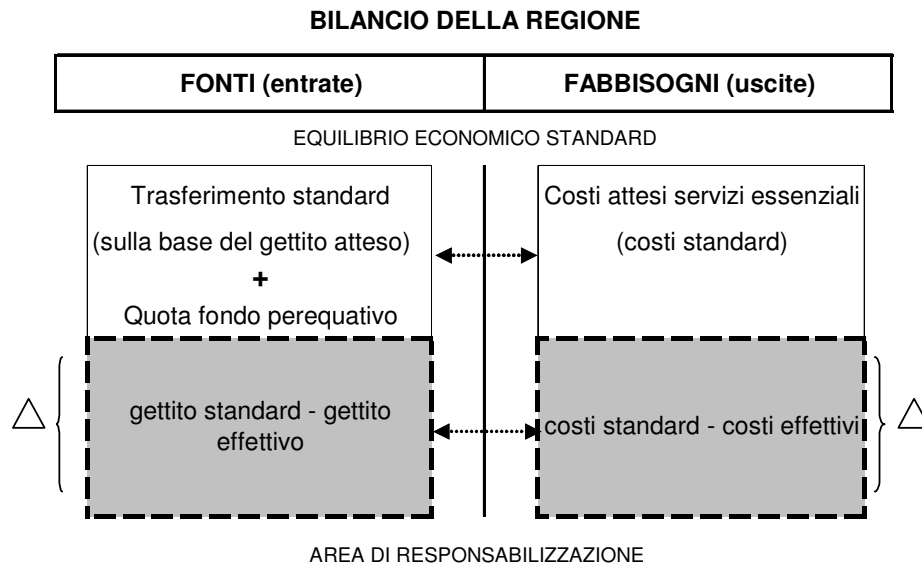 BILANCIO DELLA REGIONE
FONTI (entrate)
FABBISOGNI (uscite)
EQUILIBRIO ECONOMICO STANDARD
Trasferimento standard
(sulla base del gettito atteso)
+
Quota fondo perequativo
Costi attesi servizi essenziali
(costi standard)
gettito standard - gettito
effettivo
costi standard - costi effettivi
AREA DI RESPONSABILIZZAZIONE